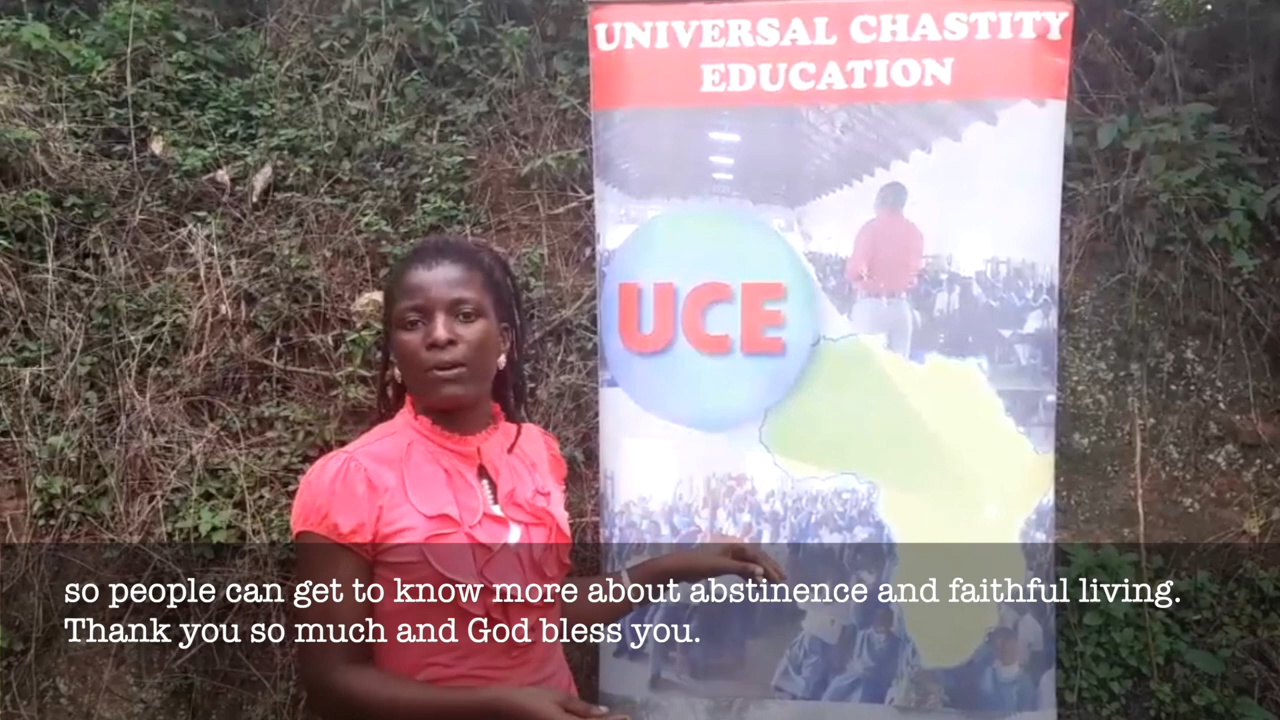 UNIVERSAL CHASTITY
EDUCATION
UCE
so people can get to know more about abstinence and faithful living.
Thank you so much and God bless you.